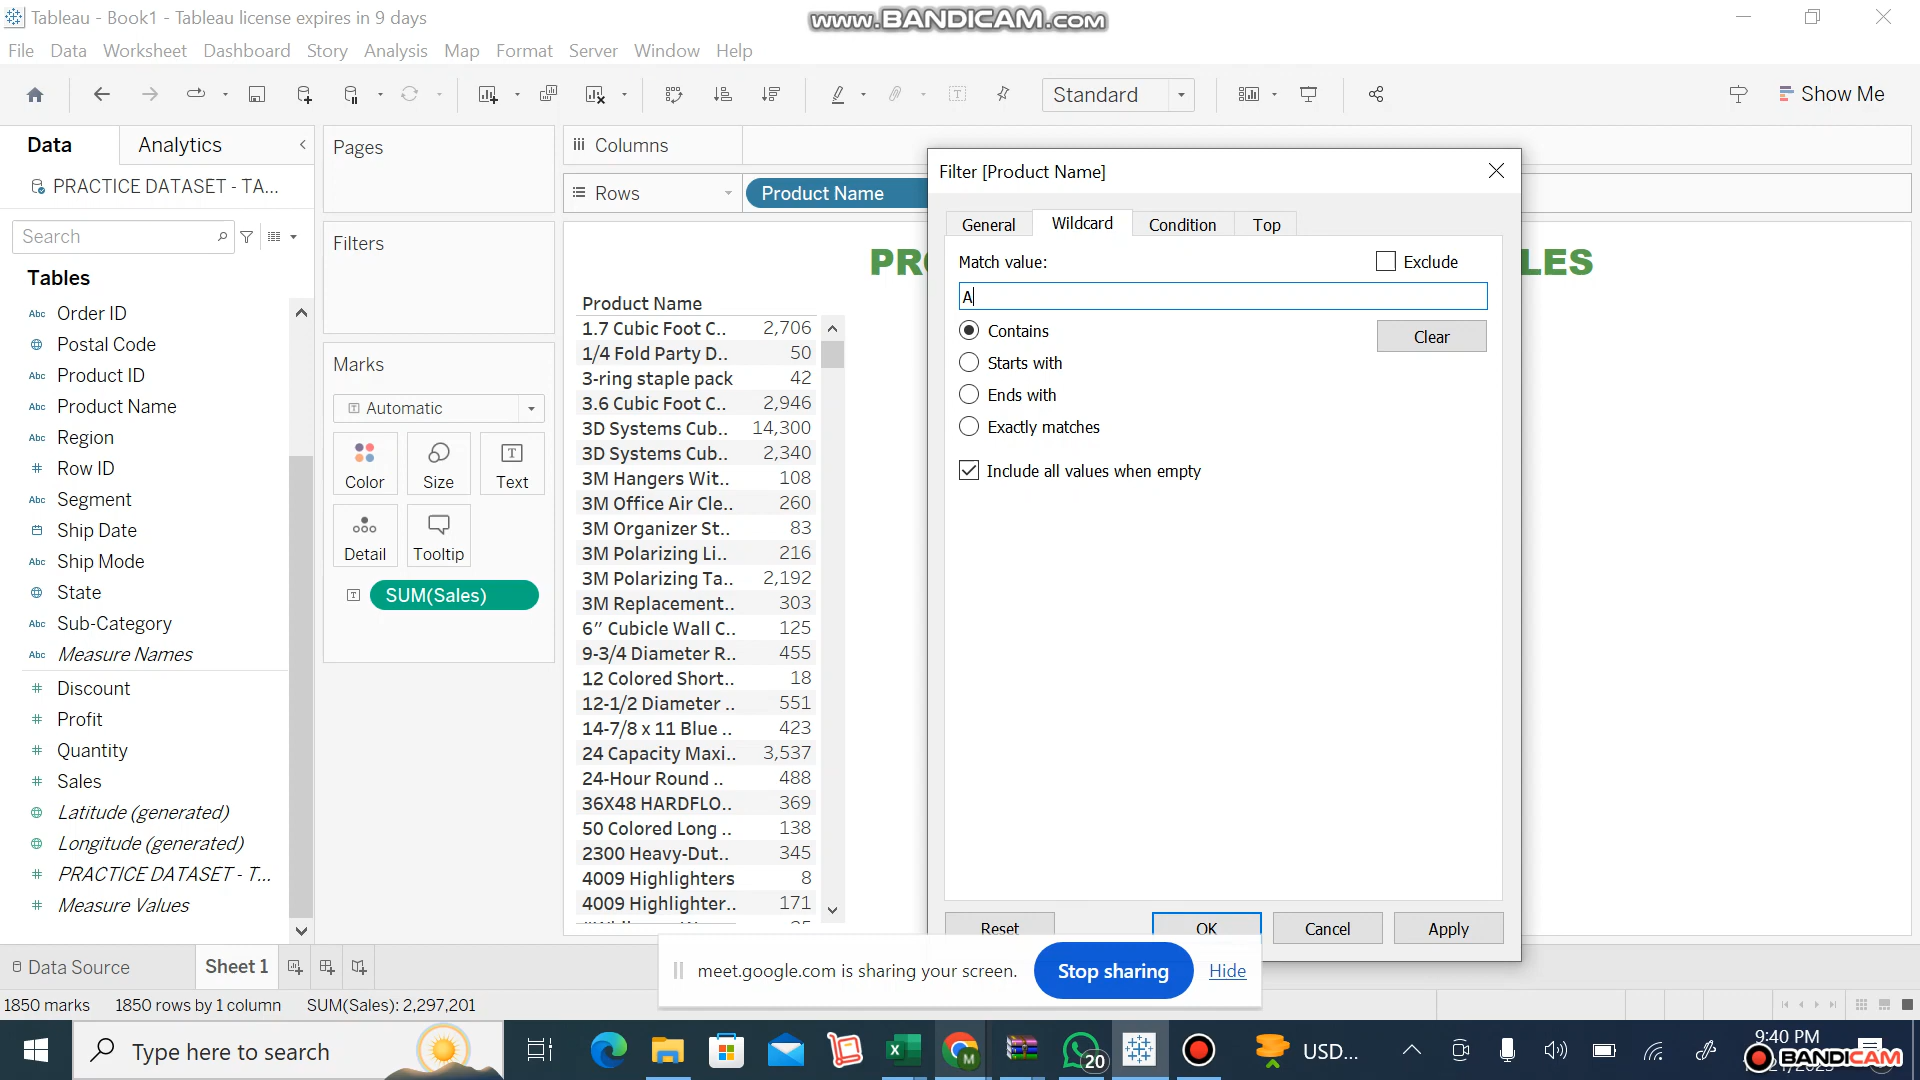 Tableau - Book1 - Tableau license expires in 9 days
www.BANDICAM.com
File Data Worksheet Dashboard Story Analysis Map Format Server Window Help
Standard
Show Me
Data
Analytics
PRACTICE DATASET - TA...
Search
Tables
Abc Order ID
Postal Code
Abc Product ID
Abc Product Name
Abc Region
# Row ID
Abc Segment
Ship Date
Abc Ship Mode
State
Abc Sub-Category
Abc Measure Names
# Discount
# Profit
# Quantity
# Sales
Latitude (generated)
Longitude (generated)
# PRACTICE DATASET - T...
# Measure Values
Pages
Filters
Marks
Automatic
Color
Size
Text
Detail
Tooltip
SUM(Sales)
Columns
Rows
Product Name
Product Name
1.7 Cubic Foot C.. 2,706
1/4 Fold Party D.. 50
3-ring staple pack 42
3.6 Cubic Foot C.. 2,946
3D Systems Cub.. 14,300
3D Systems Cub.. 2,340
3M Hangers Wit.. 108
3M Office Air Cle.. 260
3M Organizer St.. 83
3M Polarizing Li.. 216
3M Polarizing Ta.. 2,192
3M Replacement.. 303
6" Cubicle Wall C.. 125
9-3/4 Diameter R.. 455
12 Colored Short.. 18
12-1/2 Diameter .. 551
14-7/8 x 11 Blue .. 423
24 Capacity Maxi.. 3,537
24-Hour Round .. 488
36X48 HARDFLO.. 369
50 Colored Long .. 138
2300 Heavy-Dut.. 345
4009 Highlighters 8
4009 Highlighter.. 171
Filter [Product Name]
General
Wildcard
Condition
Top
Match value:
Exclude
A
Contains
Clear
Starts with
Ends with
Exactly matches
Include all values when empty
Reset
OK
Cancel
Apply
LES
meet.google.com is sharing your screen.
Stop sharing
Hide
Data Source
Sheet 1
1850 marks 1850 rows by 1 column SUM(Sales): 2,297,201
Type here to search
20
USD...
9:40 PM
BANDICAM